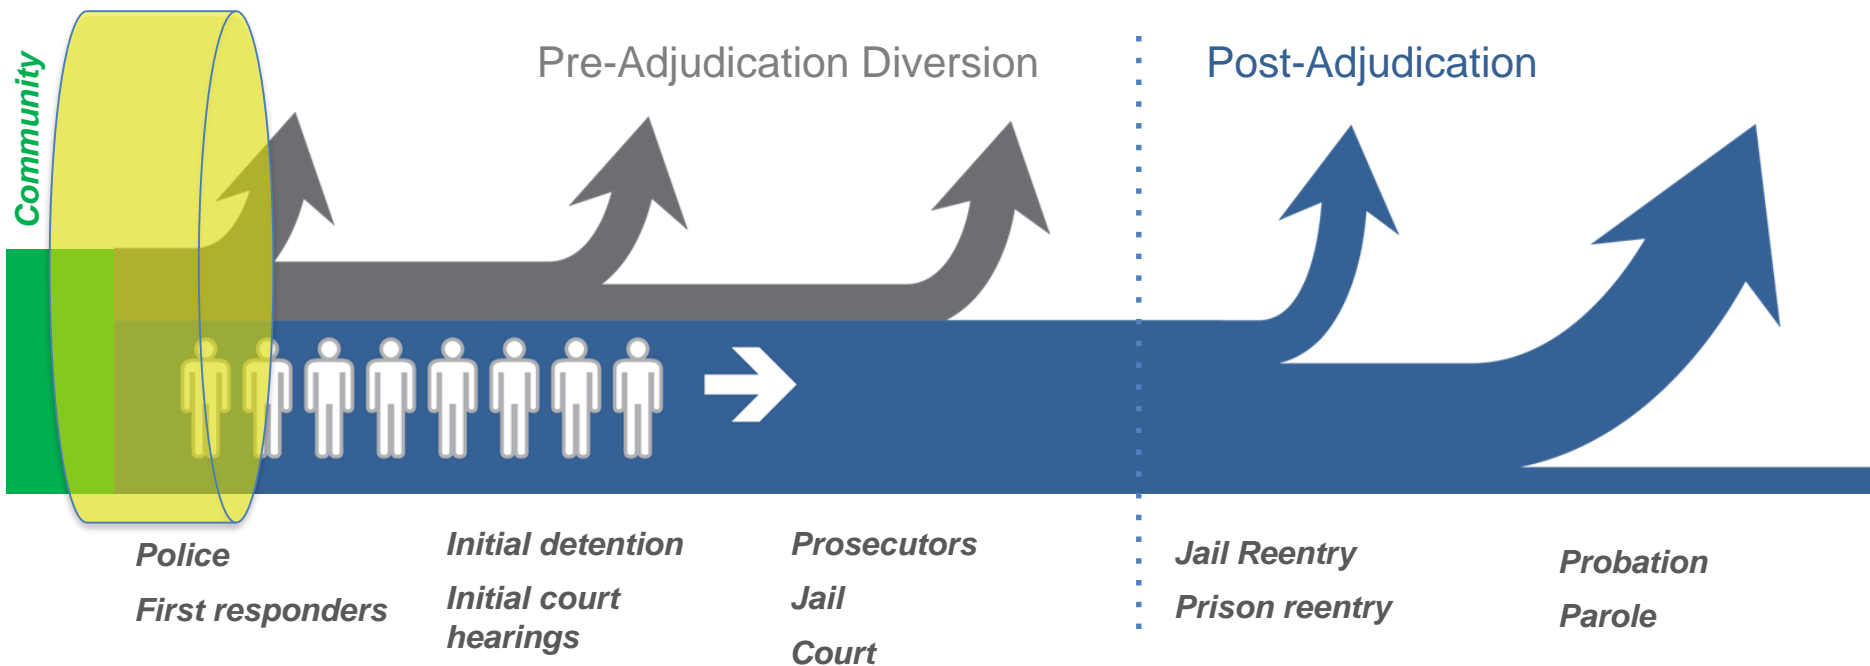 Community
Pre-Adjudication Diversion
Post-Adjudication
Police
First responders
Initial detention
Initial court
hearings
Prosecutors
Jail
Court
Jail Reentry
Prison reentry
Probation
Parole